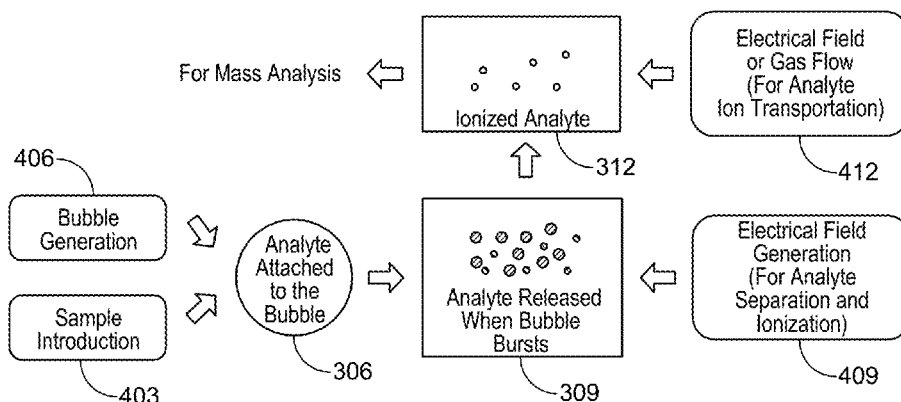 For Mass Analysis
Ionized Analyte
312
Electrical Field
or Gas Flow
(For Analyte
Ion Transportation)
412
406
Bubble
Generation
Sample
Introduction
403
Analyte
Attached
to the
Bubble
306
Analyte Released
When Bubble
Bursts
309
Electrical Field
Generation
(For Analyte
Separation and
Ionization)
409